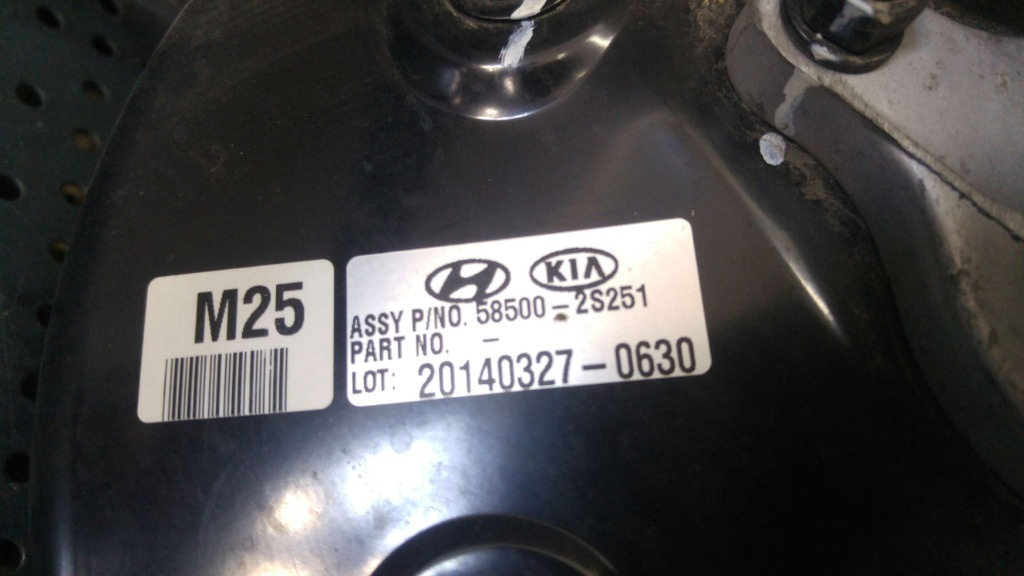 M25
KIA
ASSY P/NO. 58500-2S251
PART NO. -
LOT: 20140327-0630